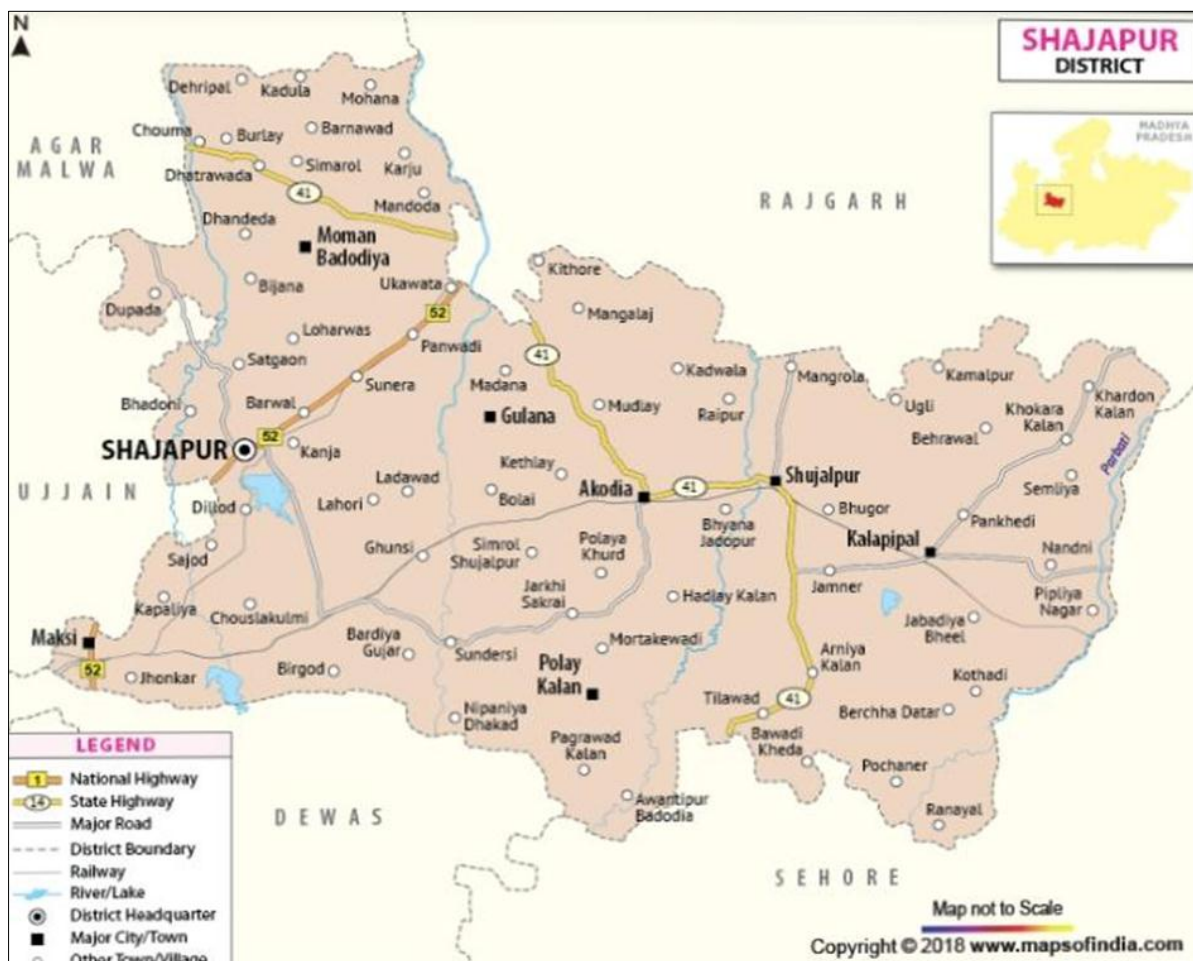 N
SHAJAPUR
DISTRICT
MADHYA
PRADESH
Dehripal
Kadula
Mohana
Chouma
Burlay
Barnawad
AGAR
MALWA
Dhatrawada
Simarol
Karju
41
Mandoda
RAJGARH
Dhandeda
Moman
Badodiya
Kithore
Bijana
Ukawata
Dupada
52
Mangalaj
Loharwas
Panwadi
41
Satgaon
Sunera
Madana
Kadwala
Mangrola
Kamalpur
Bhadoni
Barwal
Gulana
Mudlay
Raipur
Ugli
Khardon
Kalan
Khokara
Kalan
Behrawal
52
SHAJAPUR
Kanja
Parbati
Kethlay
Shujalpur
Ladawad
Akodia
41
Semliya
UJJAIN
Lahori
Bolai
Dillod
Bhyana
Jadopur
Bhugor
Pankhedi
Kalapipal
Sajod
Ghunsi
Simrol
Shujalpur
Polaya
Khurd
Nandni
Jamner
Kapaliya
Chouslakulmi
Jarkhi
Sakrai
Hadlay Kalan
Pipliya
Nagar
Jabadiya
Bheel
Maksi
Bardiya
Gujar
Sundersi
Mortakewadi
Arniya
Kalan
52
Jhonkar
Birgod
Polay
Kalan
Kothadi
Tilawad
41
Berchha Datar
Nipaniya
Dhakad
Bawadi
Kheda
Pagrawad
Kalan
Pochaner
Awantipur
Badodia
Ranayal
DEWAS
SEHORE
LEGEND
1 National Highway
14 State Highway
Major Road
District Boundary
Railway
River/Lake
District Headquarter
Major City/Town
Other Town/Village
Map not to Scale
Copyright © 2018 www.mapsofindia.com